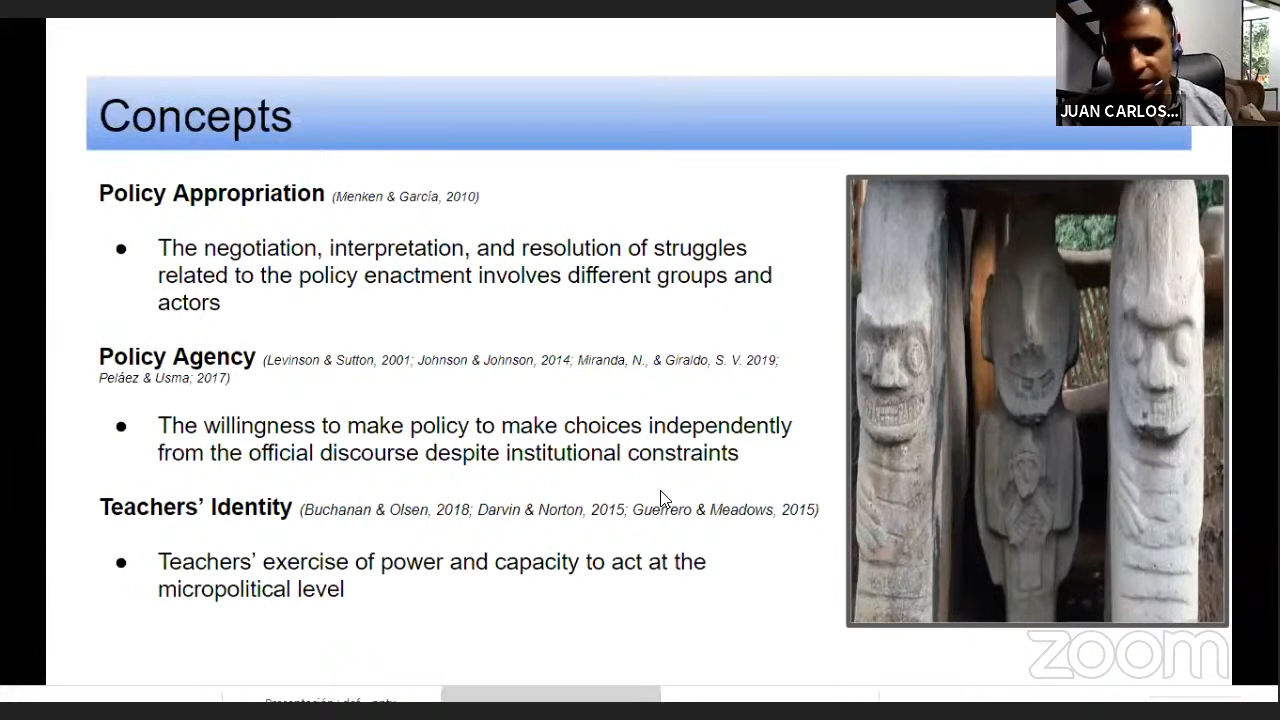 Concepts
JUAN CARLOS...
Policy Appropriation (Menken & García, 2010)
● The negotiation, interpretation, and resolution of struggles
related to the policy enactment involves different groups and
actors
Policy Agency (Levinson & Sutton, 2001; Johnson & Johnson, 2014; Miranda, N., & Giraldo, S. V. 2019;
Peláez & Usma; 2017)
● The willingness to make policy to make choices independently
from the official discourse despite institutional constraints
Teachers’ Identity (Buchanan & Olsen, 2018; Darvin & Norton, 2015; Guerrero & Meadows, 2015)
● Teachers’ exercise of power and capacity to act at the
micropolitical level
zoom